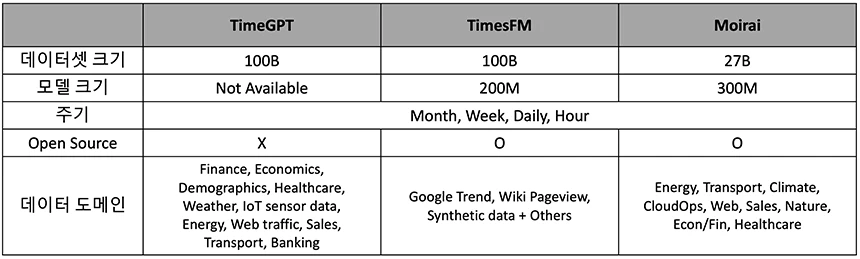 TimeGPT TimesFM Moirai
데이터셋 크기 100B 100B 27B
모델 크기 Not Available 200M 300M
주기 Month, Week, Daily, Hour
Open Source X O O
데이터 도메인
Finance, Economics,
Demographics, Healthcare,
Weather, IoT sensor data,
Energy, Web traffic, Sales,
Transport, Banking
Google Trend, Wiki Pageview,
Synthetic data + Others
Energy, Transport, Climate,
CloudOps, Web, Sales, Nature,
Econ/Fin, Healthcare